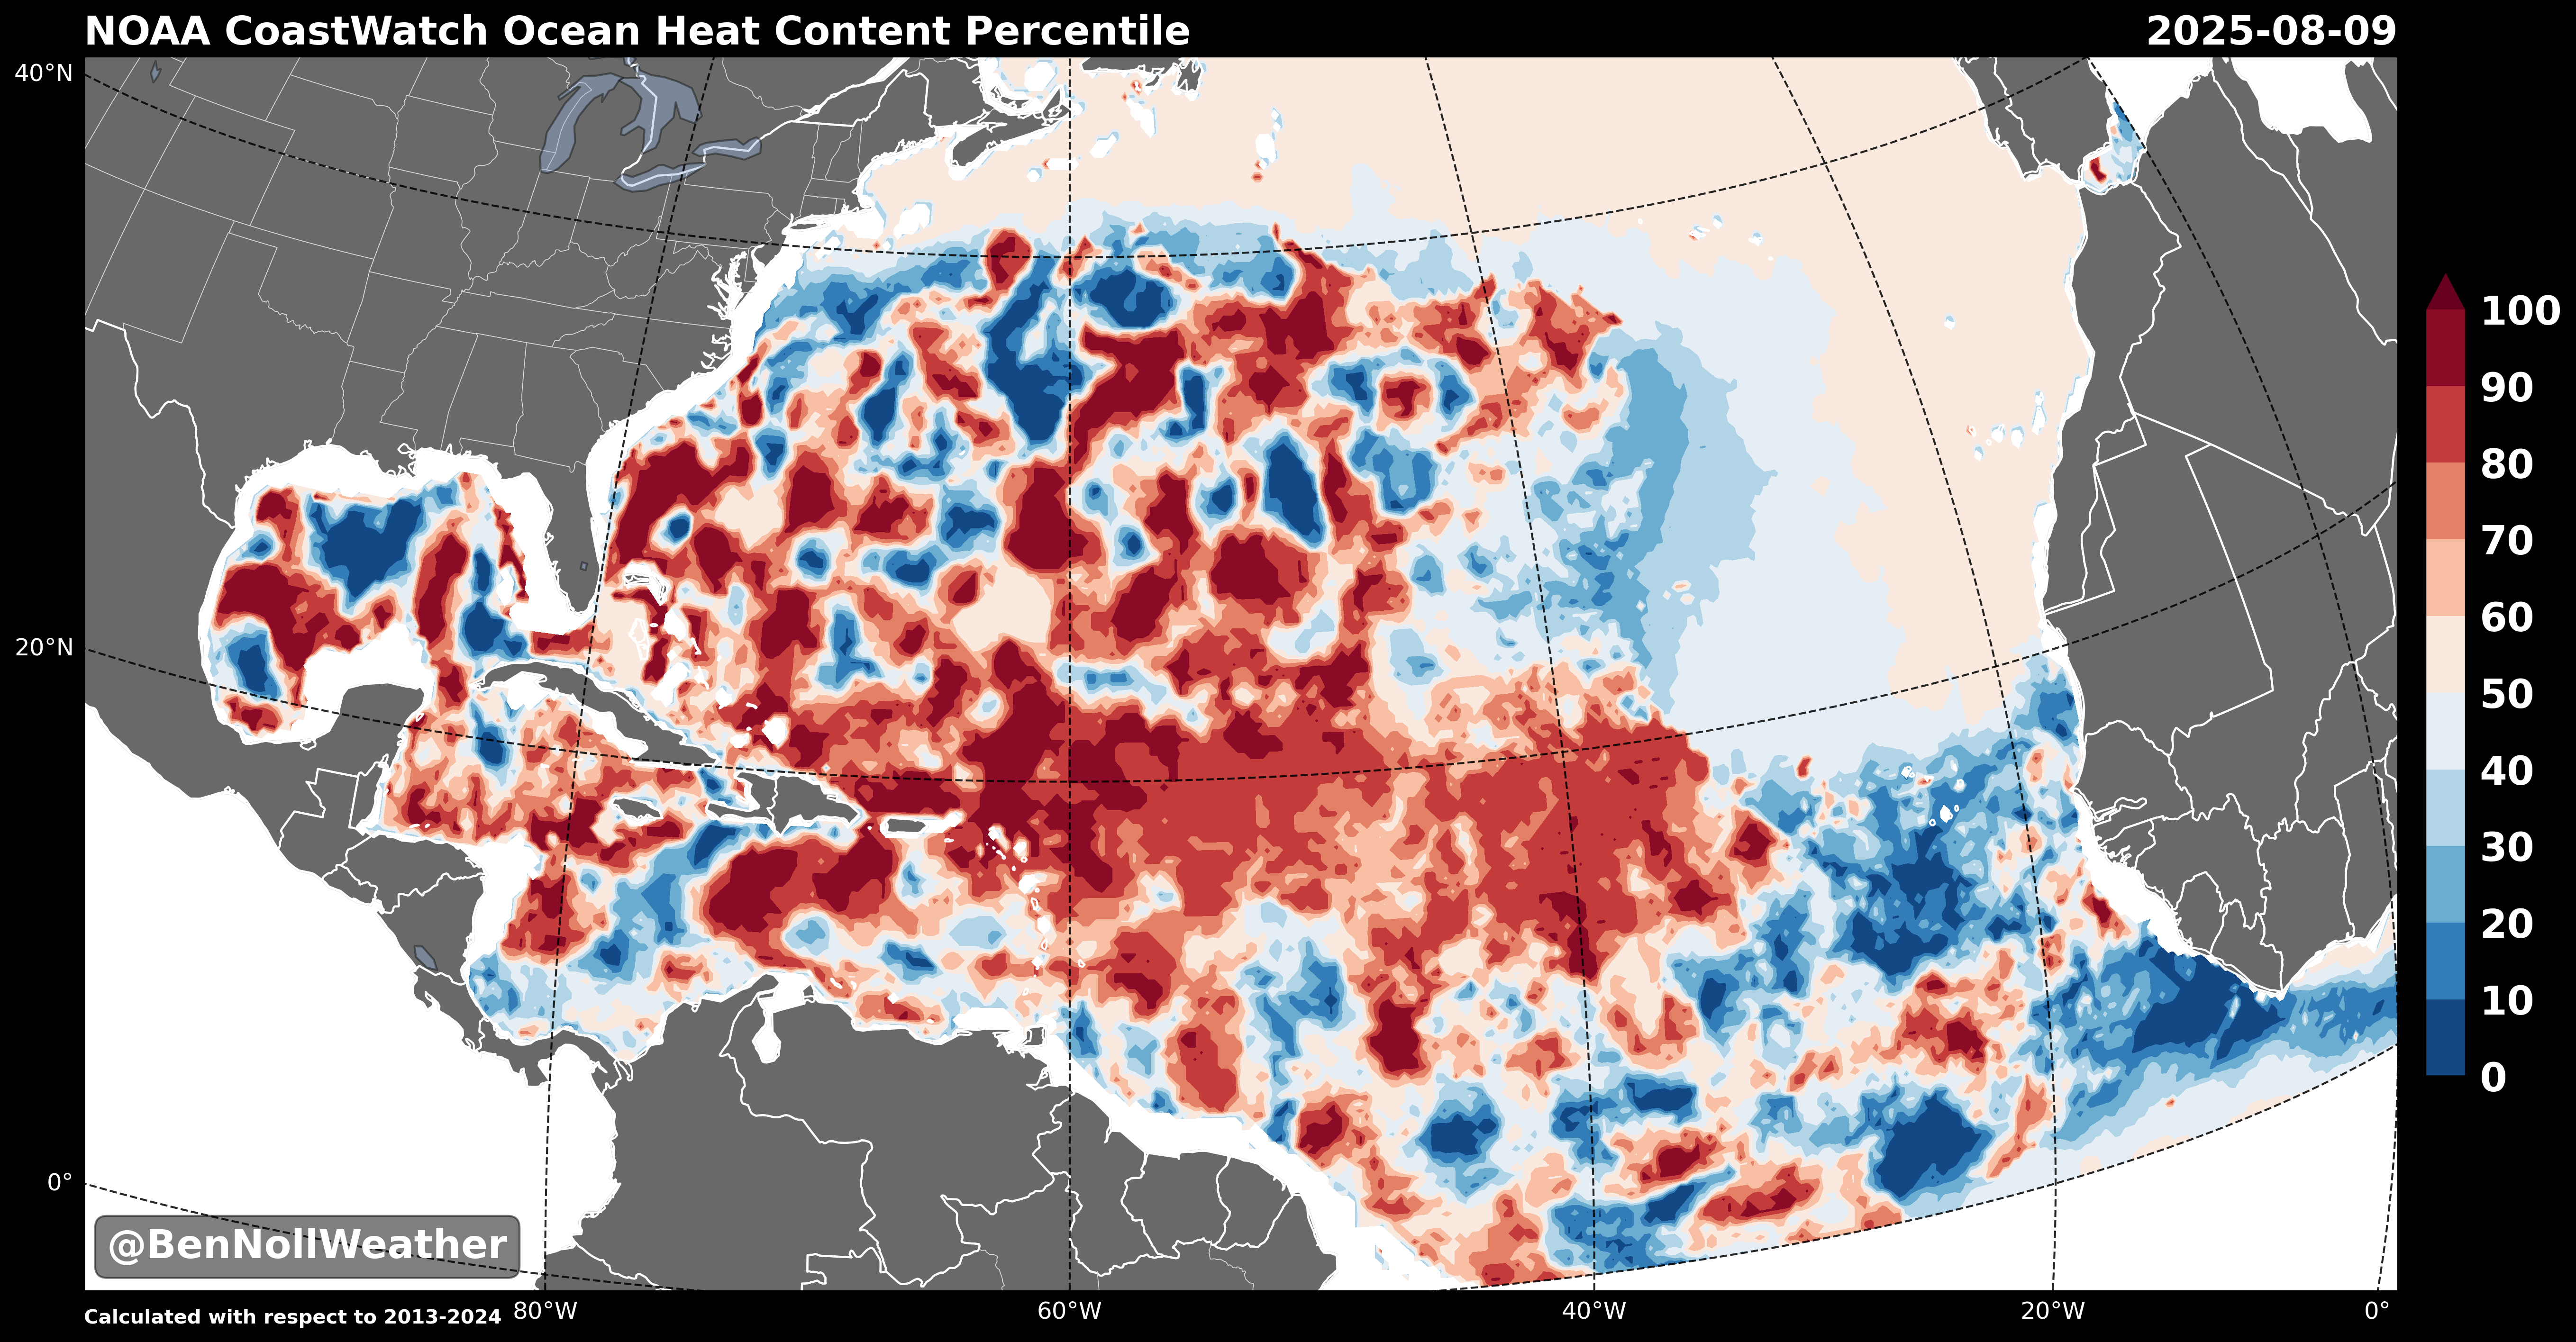 NOAA CoastWatch Ocean Heat Content Percentile
2025-08-09
40°N
20°N
0°
100
90
80
70
60
50
40
30
20
10
0
@BenNollWeather
Calculated with respect to 2013-2024
80°W
60°W
40°W
20°W
0°